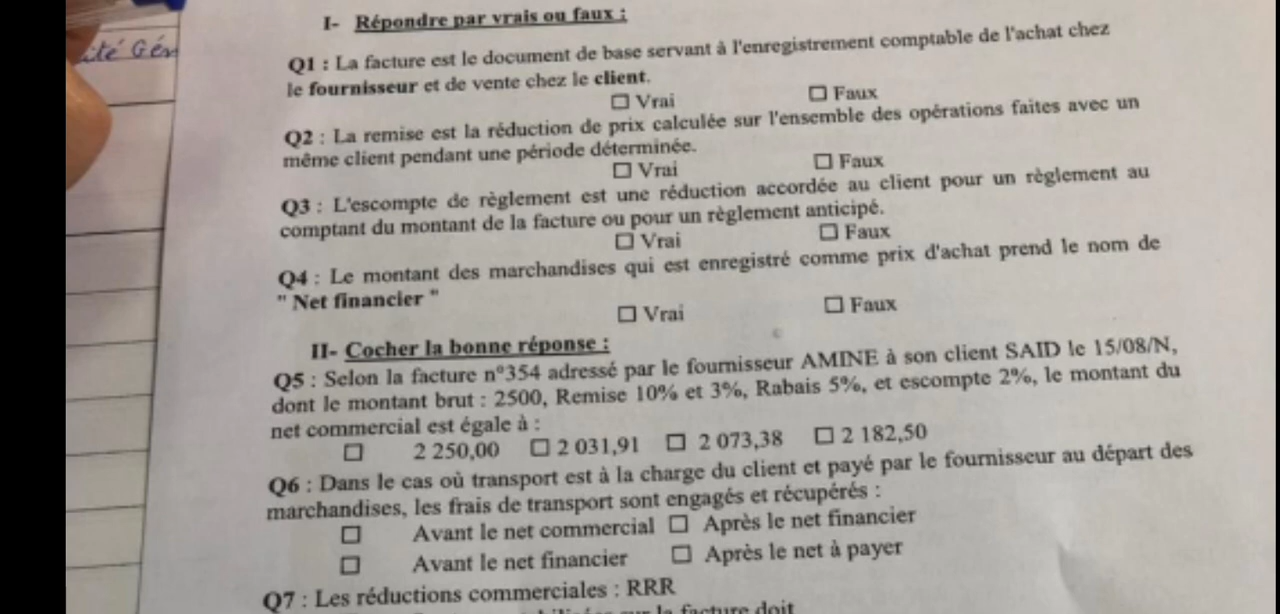 ité Gén
I- Répondre par vrais ou faux :
Q1 : La facture est le document de base servant à l'enregistrement comptable de l'achat chez
le fournisseur et de vente chez le client.
☐ Vrai ☐ Faux
Q2 : La remise est la réduction de prix calculée sur l'ensemble des opérations faites avec un
même client pendant une période déterminée.
☐ Vrai ☐ Faux
Q3 : L'escompte de règlement est une réduction accordée au client pour un règlement au
comptant du montant de la facture ou pour un règlement anticipé.
☐ Vrai ☐ Faux
Q4 : Le montant des marchandises qui est enregistré comme prix d'achat prend le nom de
" Net financier "
☐ Vrai ☐ Faux
II- Cocher la bonne réponse :
Q5 : Selon la facture n°354 adressé par le fournisseur AMINE à son client SAID le 15/08/N,
dont le montant brut : 2500, Remise 10% et 3%, Rabais 5%, et escompte 2%, le montant du
net commercial est égale à :
☐ 2 250,00 ☐ 2 031,91 ☐ 2 073,38 ☐ 2 182,50
Q6 : Dans le cas où transport est à la charge du client et payé par le fournisseur au départ des
marchandises, les frais de transport sont engagés et récupérés :
☐ Avant le net commercial ☐ Après le net financier
☐ Avant le net financier ☐ Après le net à payer
Q7 : Les réductions commerciales : RRR
la facture doit